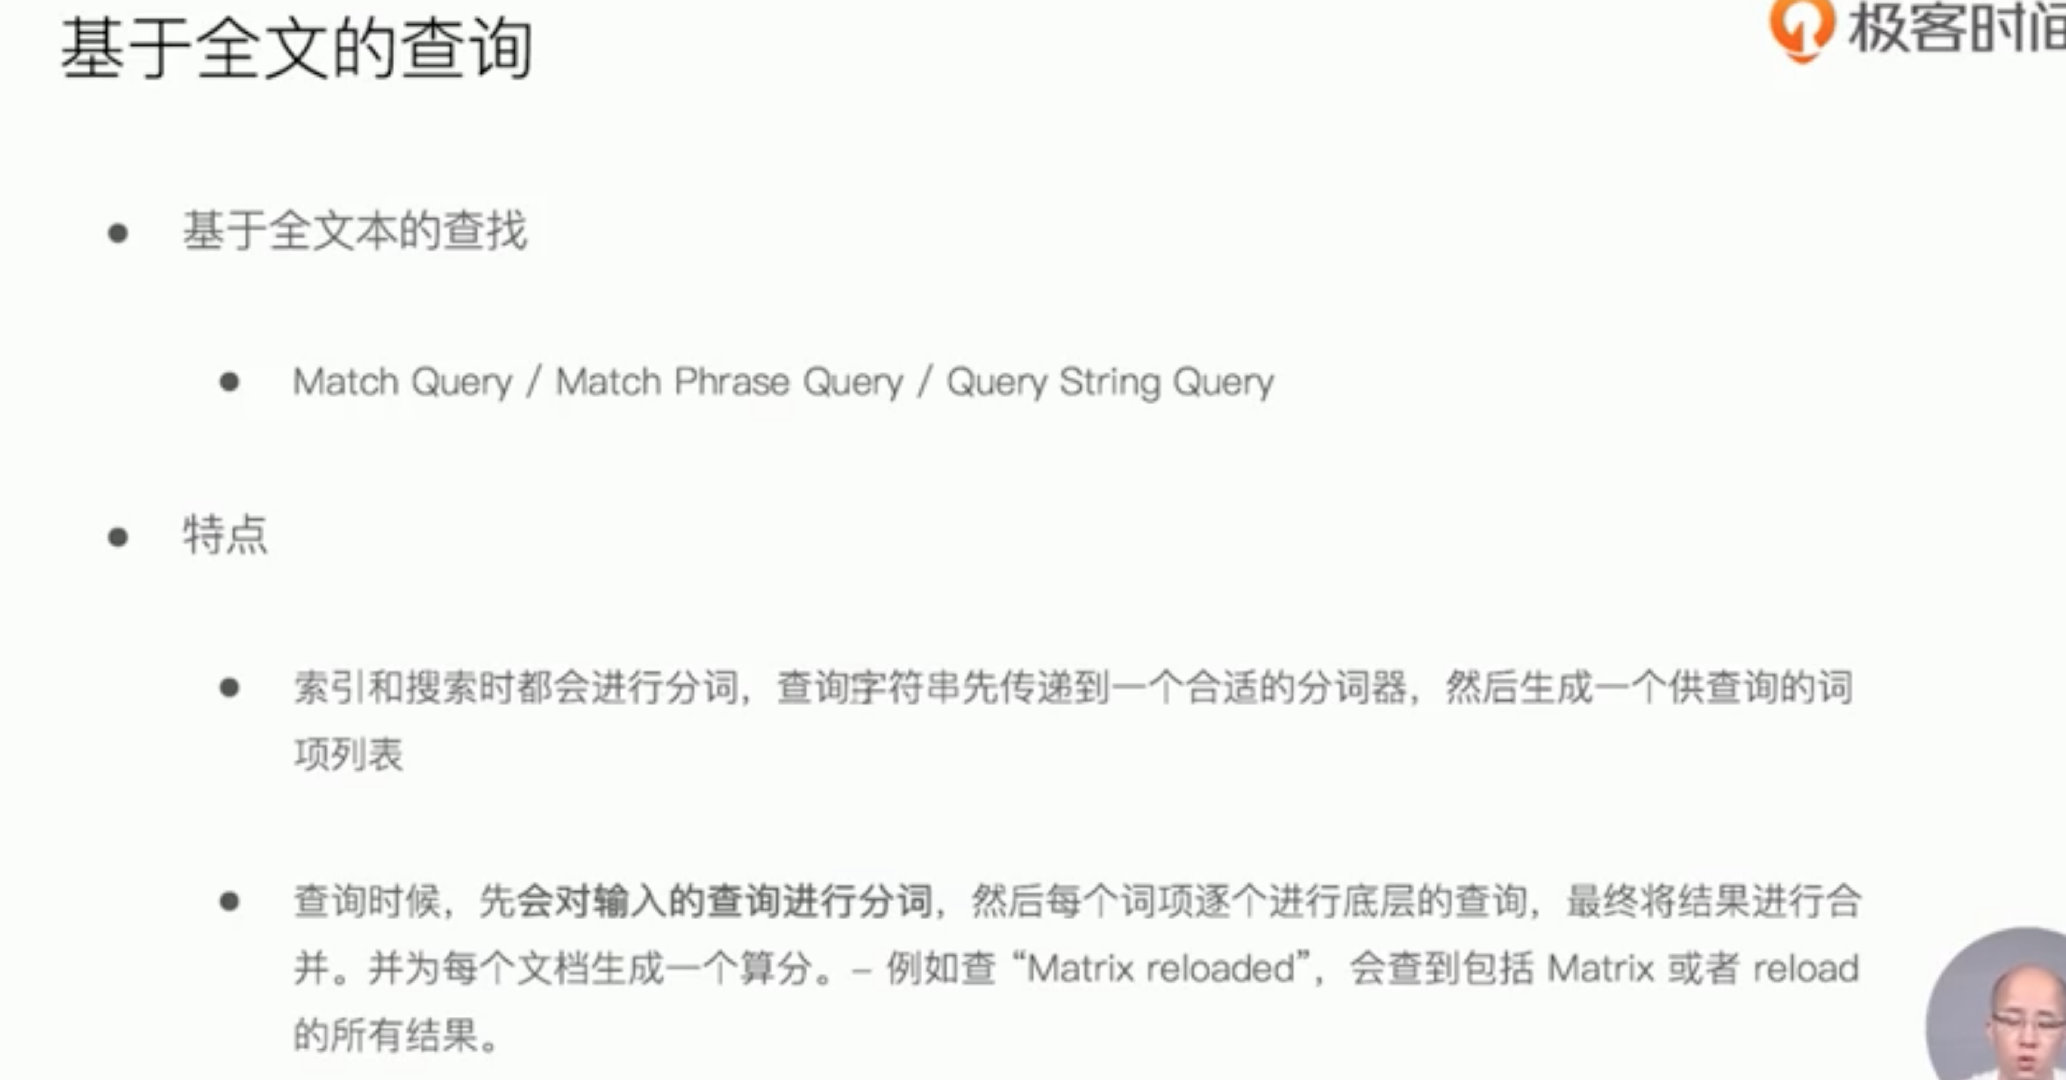 基于全文的查询
极客时间
基于全文本的查找
Match Query / Match Phrase Query / Query String Query
特点
索引和搜索时都会进行分词，查询字符串先传递到一个合适的分词器，然后生成一个供查询的词
项列表
查询时候，先会对输入的查询进行分词，然后每个词项逐个进行底层的查询，最终将结果进行合
并。并为每个文档生成一个算分。– 例如查 “Matrix reloaded”，会查到包括 Matrix 或者 reload
的所有结果。